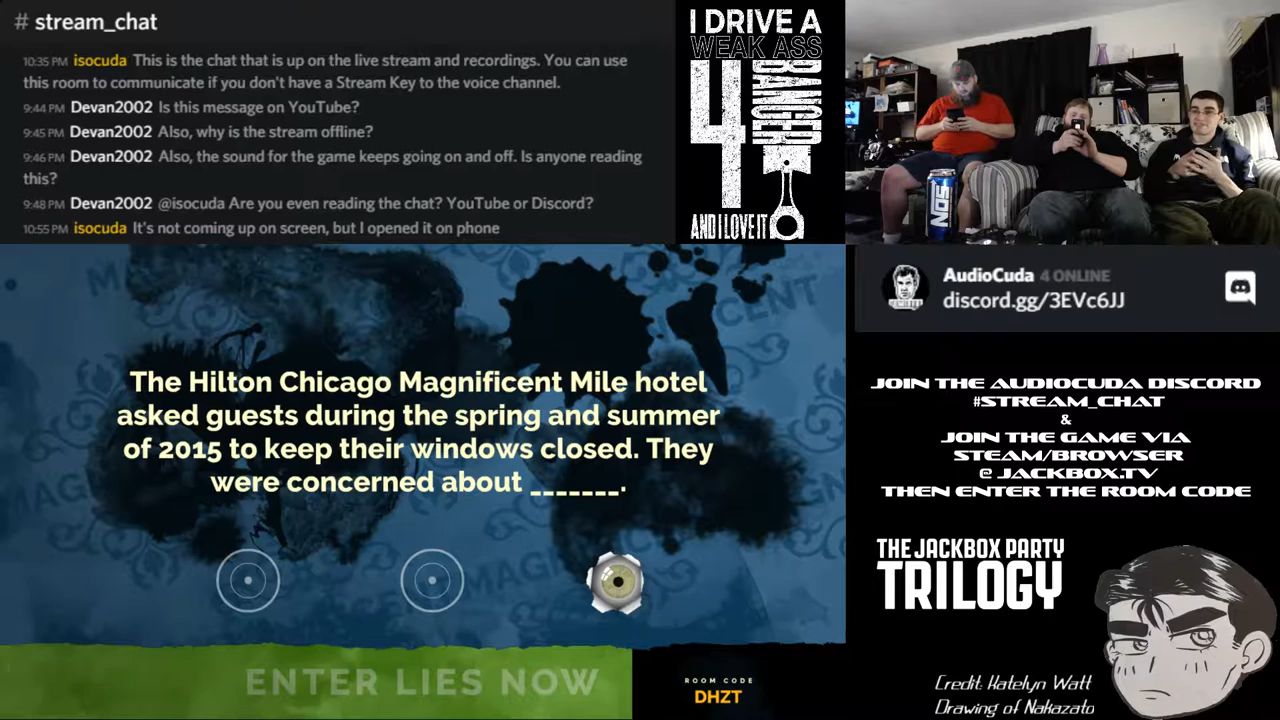 # stream_chat
10:35 PM isocuda This is the chat that is up on the live stream and recordings. You can use
this room to communicate if you don't have a Stream Key to the voice channel.
9:44 PM Devan2002 Is this message on YouTube?
9:45 PM Devan2002 Also, why is the stream offline?
9:46 PM Devan2002 Also, the sound for the game keeps going on and off. Is anyone reading
this?
9:48 PM Devan2002 @isocuda Are you even reading the chat? YouTube or Discord?
10:55 PM isocuda It's not coming up on screen, but I opened it on phone
I DRIVE A
WEAK ASS
4
BANGER
AND I LOVE IT
NOS
AudioCuda 4 ONLINE
discord.gg/3EVc6JJ
The Hilton Chicago Magnificent Mile hotel
asked guests during the spring and summer
of 2015 to keep their windows closed. They
were concerned about _______.
ENTER LIES NOW
ROOM CODE
DHZT
JOIN THE AUDIOCUDA DISCORD
#STREAM_CHAT
&
JOIN THE GAME VIA
STEAM/BROWSER
@ JACKBOX.TV
THEN ENTER THE ROOM CODE
THE JACKBOX PARTY
TRILOGY
Credit: Katelyn Watt
Drawing of Nakazato